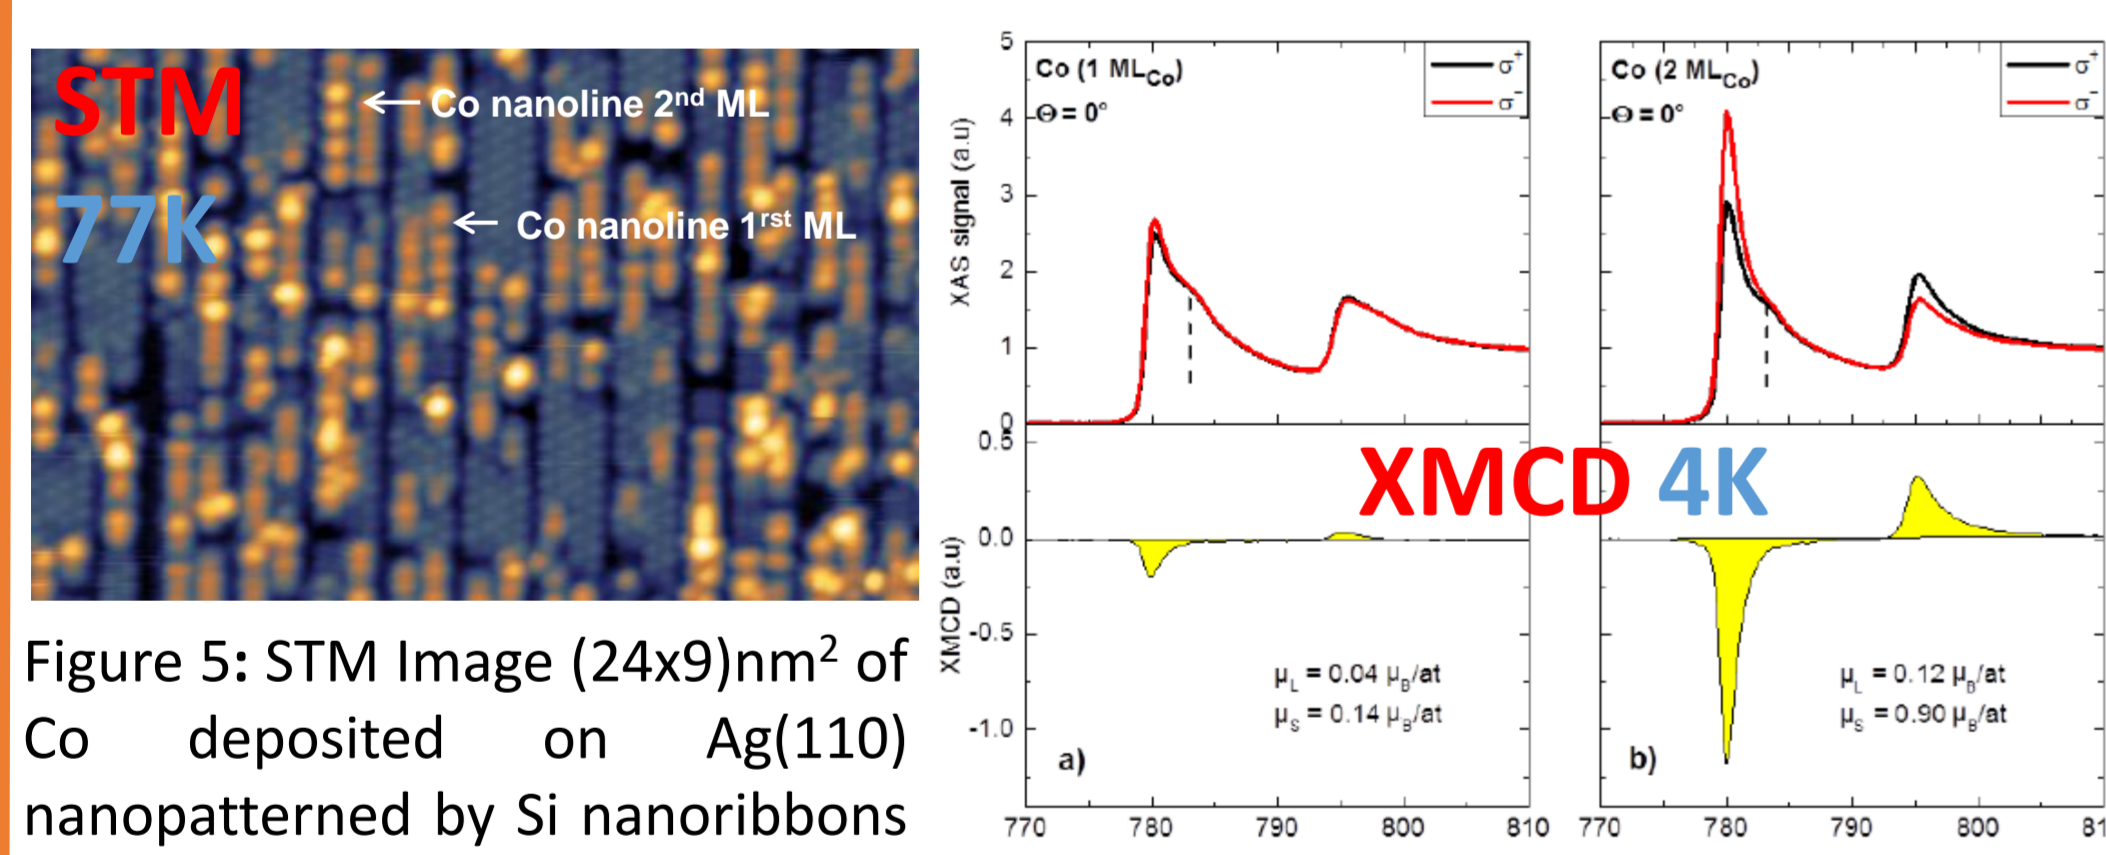 STM
77K
← Co nanoline 2nd ML
← Co nanoline 1rst ML
Figure 5: STM Image (24x9)nm² of
Co deposited on Ag(110)
nanopatterned by Si nanoribbons
XAS signal (a.u)
5
4
3
2
1
0
Co (1 MLCo)
Θ = 0°
σ+
σ-
Co (2 MLCo)
Θ = 0°
σ+
σ-
XMCD 4K
XMCD (a.u)
0.5
0.0
-0.5
-1.0
μL = 0.04 μB/at
μS = 0.14 μB/at
a)
μL = 0.12 μB/at
μS = 0.90 μB/at
b)
770 780 790 800 810 770 780 790 800 81